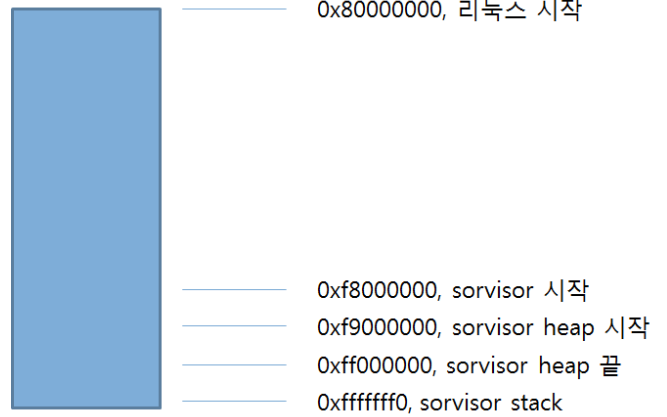 0x80000000, 리눅스 시작
0xf8000000, sorvisor 시작
0xf9000000, sorvisor heap 시작
0xff000000, sorvisor heap 끝
0xfffffff0, sorvisor stack